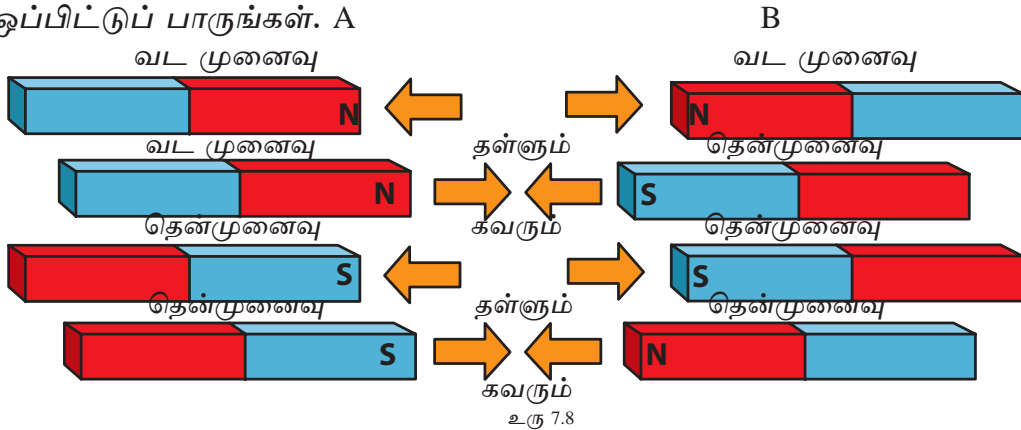 ஒப்பிட்டுப் பாருங்கள். A B
வட முனைவு வட முனைவு
N N
வட முனைவு தள்ளும் தென்முனைவு
N S
தென்முனைவு கவரும் தென்முனைவு
S S
தென்முனைவு தள்ளும் தென்முனைவு
S N
கவரும்
உரு 7.8